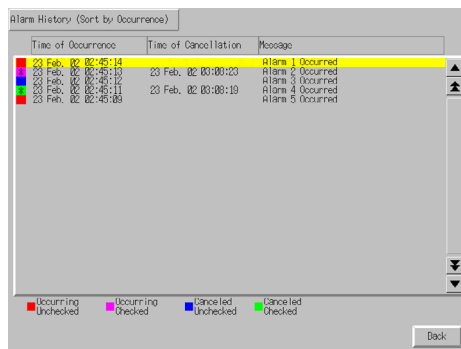 Alarm History (Sort by Occurrence)
Time of Occurrence Time of Cancellation Message
23 Feb. 02 02:45:14 Alarm 1 Occurred
23 Feb. 02 02:45:13 23 Feb. 02 03:08:23 Alarm 2 Occurred
23 Feb. 02 02:45:12 Alarm 3 Occurred
23 Feb. 02 02:45:11 23 Feb. 02 03:08:19 Alarm 4 Occurred
23 Feb. 02 02:45:09 Alarm 5 Occurred
Occurring Occurring Canceled Canceled
Unchecked Checked Unchecked Checked
Back